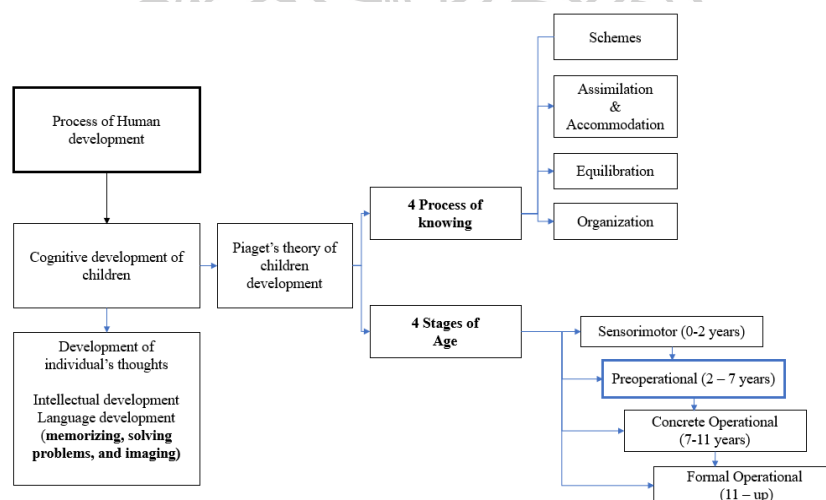 Process of Human
development
Cognitive development of
children
Development of
individual's thoughts
Intellectual development
Language development
(memorizing, solving
problems, and imaging)
Piaget's theory of
children
development
4 Process of
knowing
Schemes
Assimilation
&
Accommodation
Equilibration
Organization
4 Stages of
Age
Sensorimotor (0-2 years)
Preoperational (2 – 7 years)
Concrete Operational
(7-11 years)
Formal Operational
(11 – up)